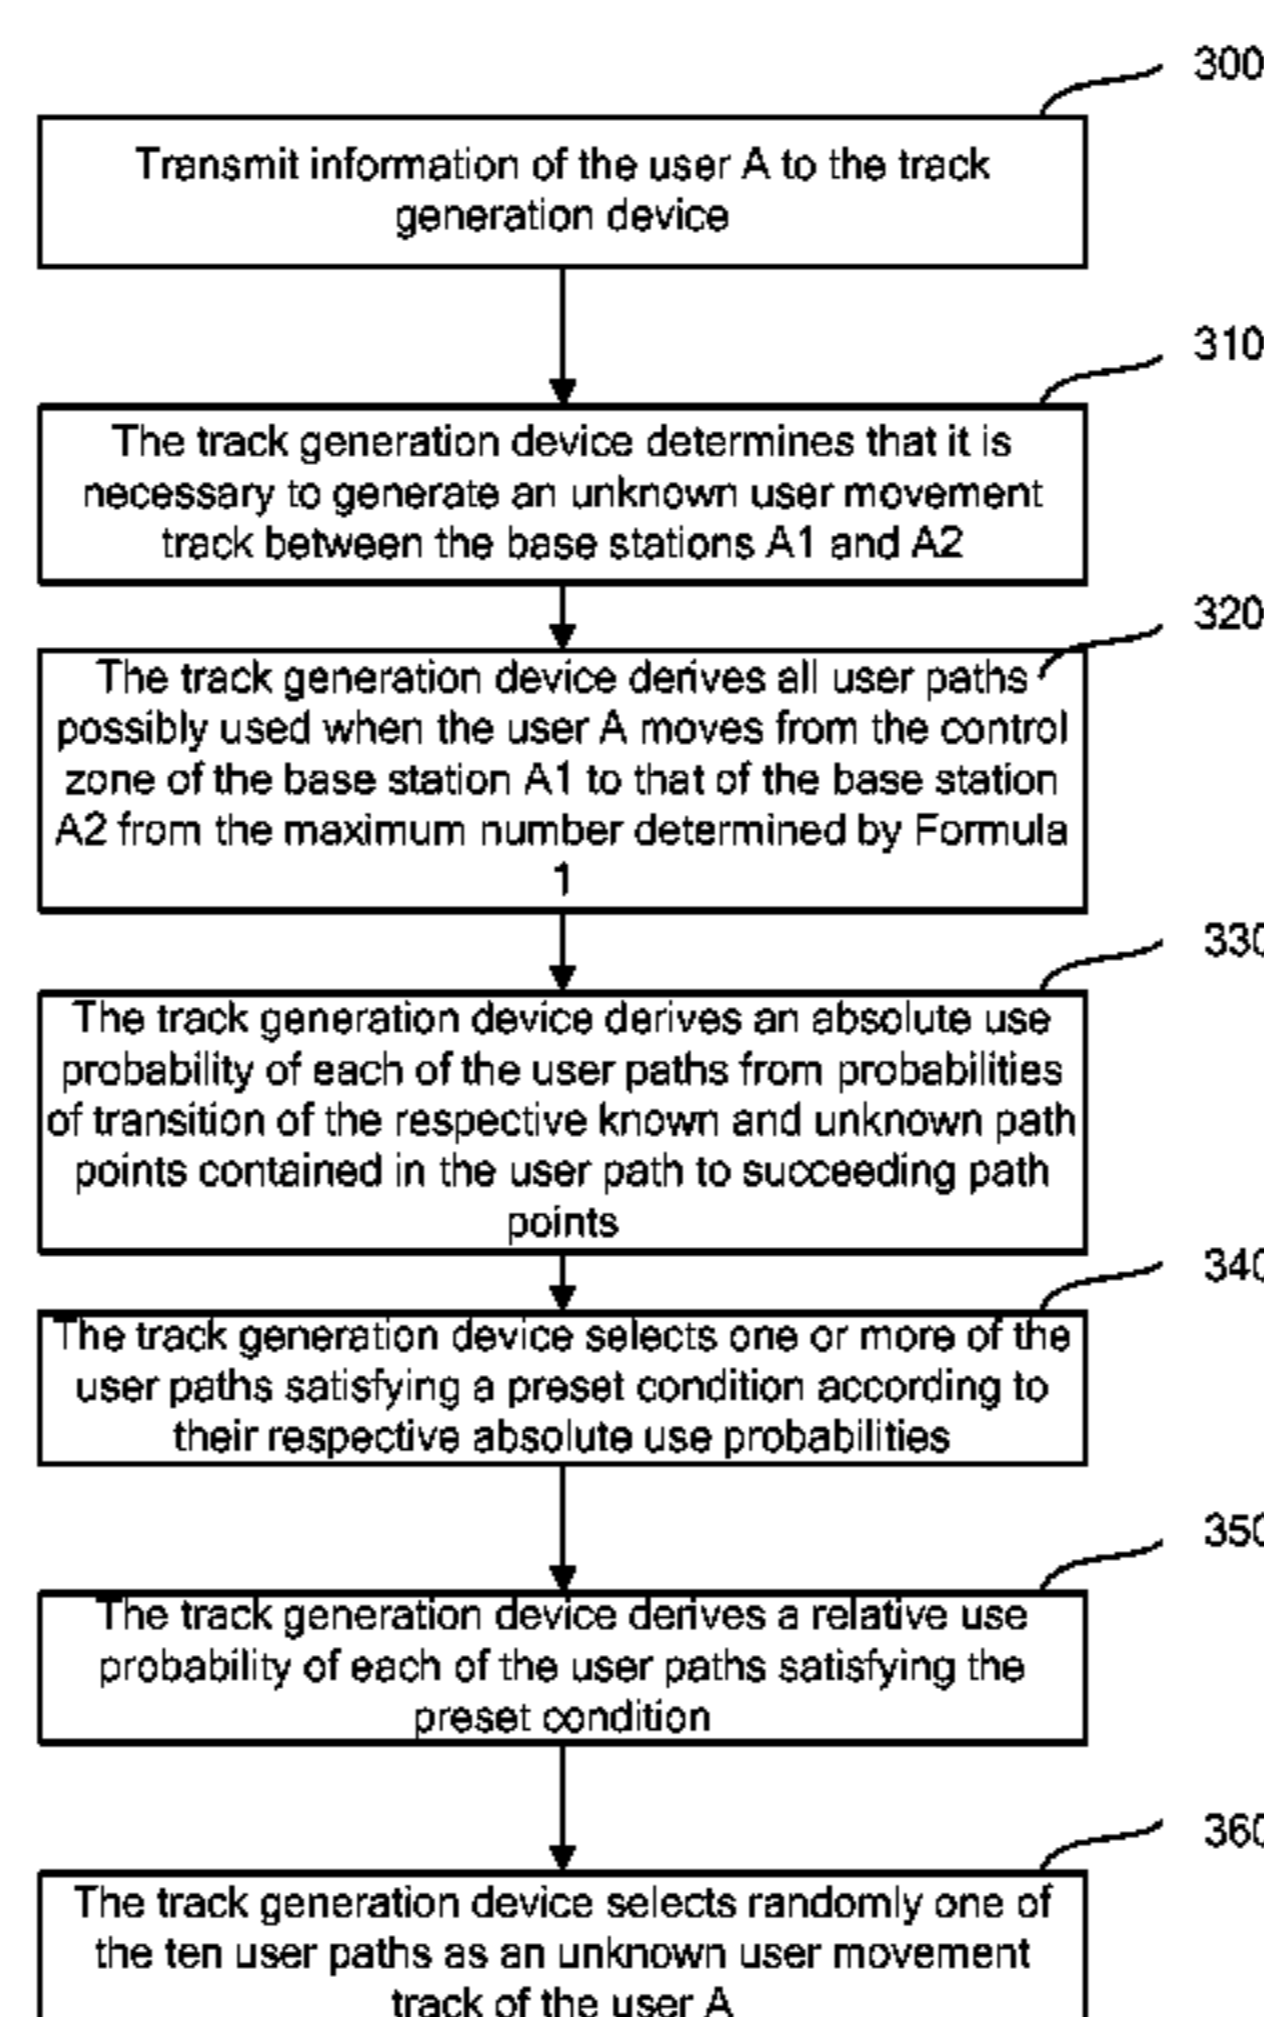 300
Transmit information of the user A to the track
generation device
310
The track generation device determines that it is
necessary to generate an unknown user movement
track between the base stations A1 and A2
320
The track generation device derives all user paths
possibly used when the user A moves from the control
zone of the base station A1 to that of the base station
A2 from the maximum number determined by Formula
1
330
The track generation device derives an absolute use
probability of each of the user paths from probabilities
of transition of the respective known and unknown path
points contained in the user path to succeeding path
points
340
The track generation device selects one or more of the
user paths satisfying a preset condition according to
their respective absolute use probabilities
350
The track generation device derives a relative use
probability of each of the user paths satisfying the
preset condition
360
The track generation device selects randomly one of
the ten user paths as an unknown user movement
track of the user A